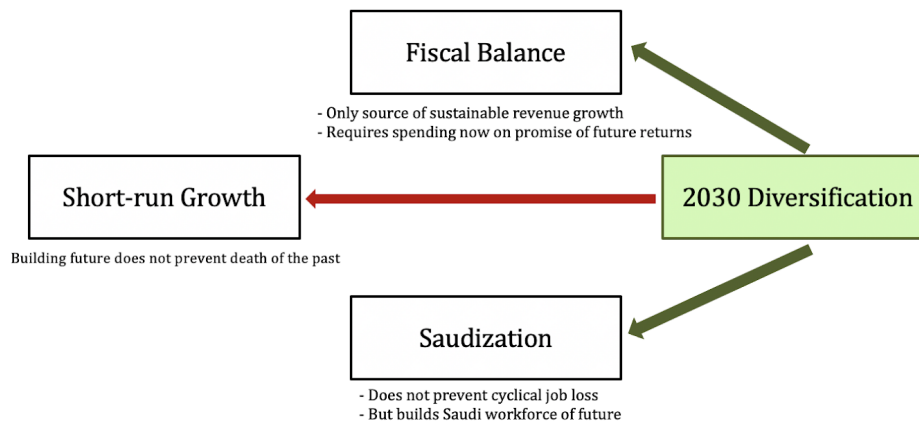 Fiscal Balance
- Only source of sustainable revenue growth
- Requires spending now on promise of future returns
Short-run Growth
2030 Diversification
Building future does not prevent death of the past
Saudization
- Does not prevent cyclical job loss
- But builds Saudi workforce of future